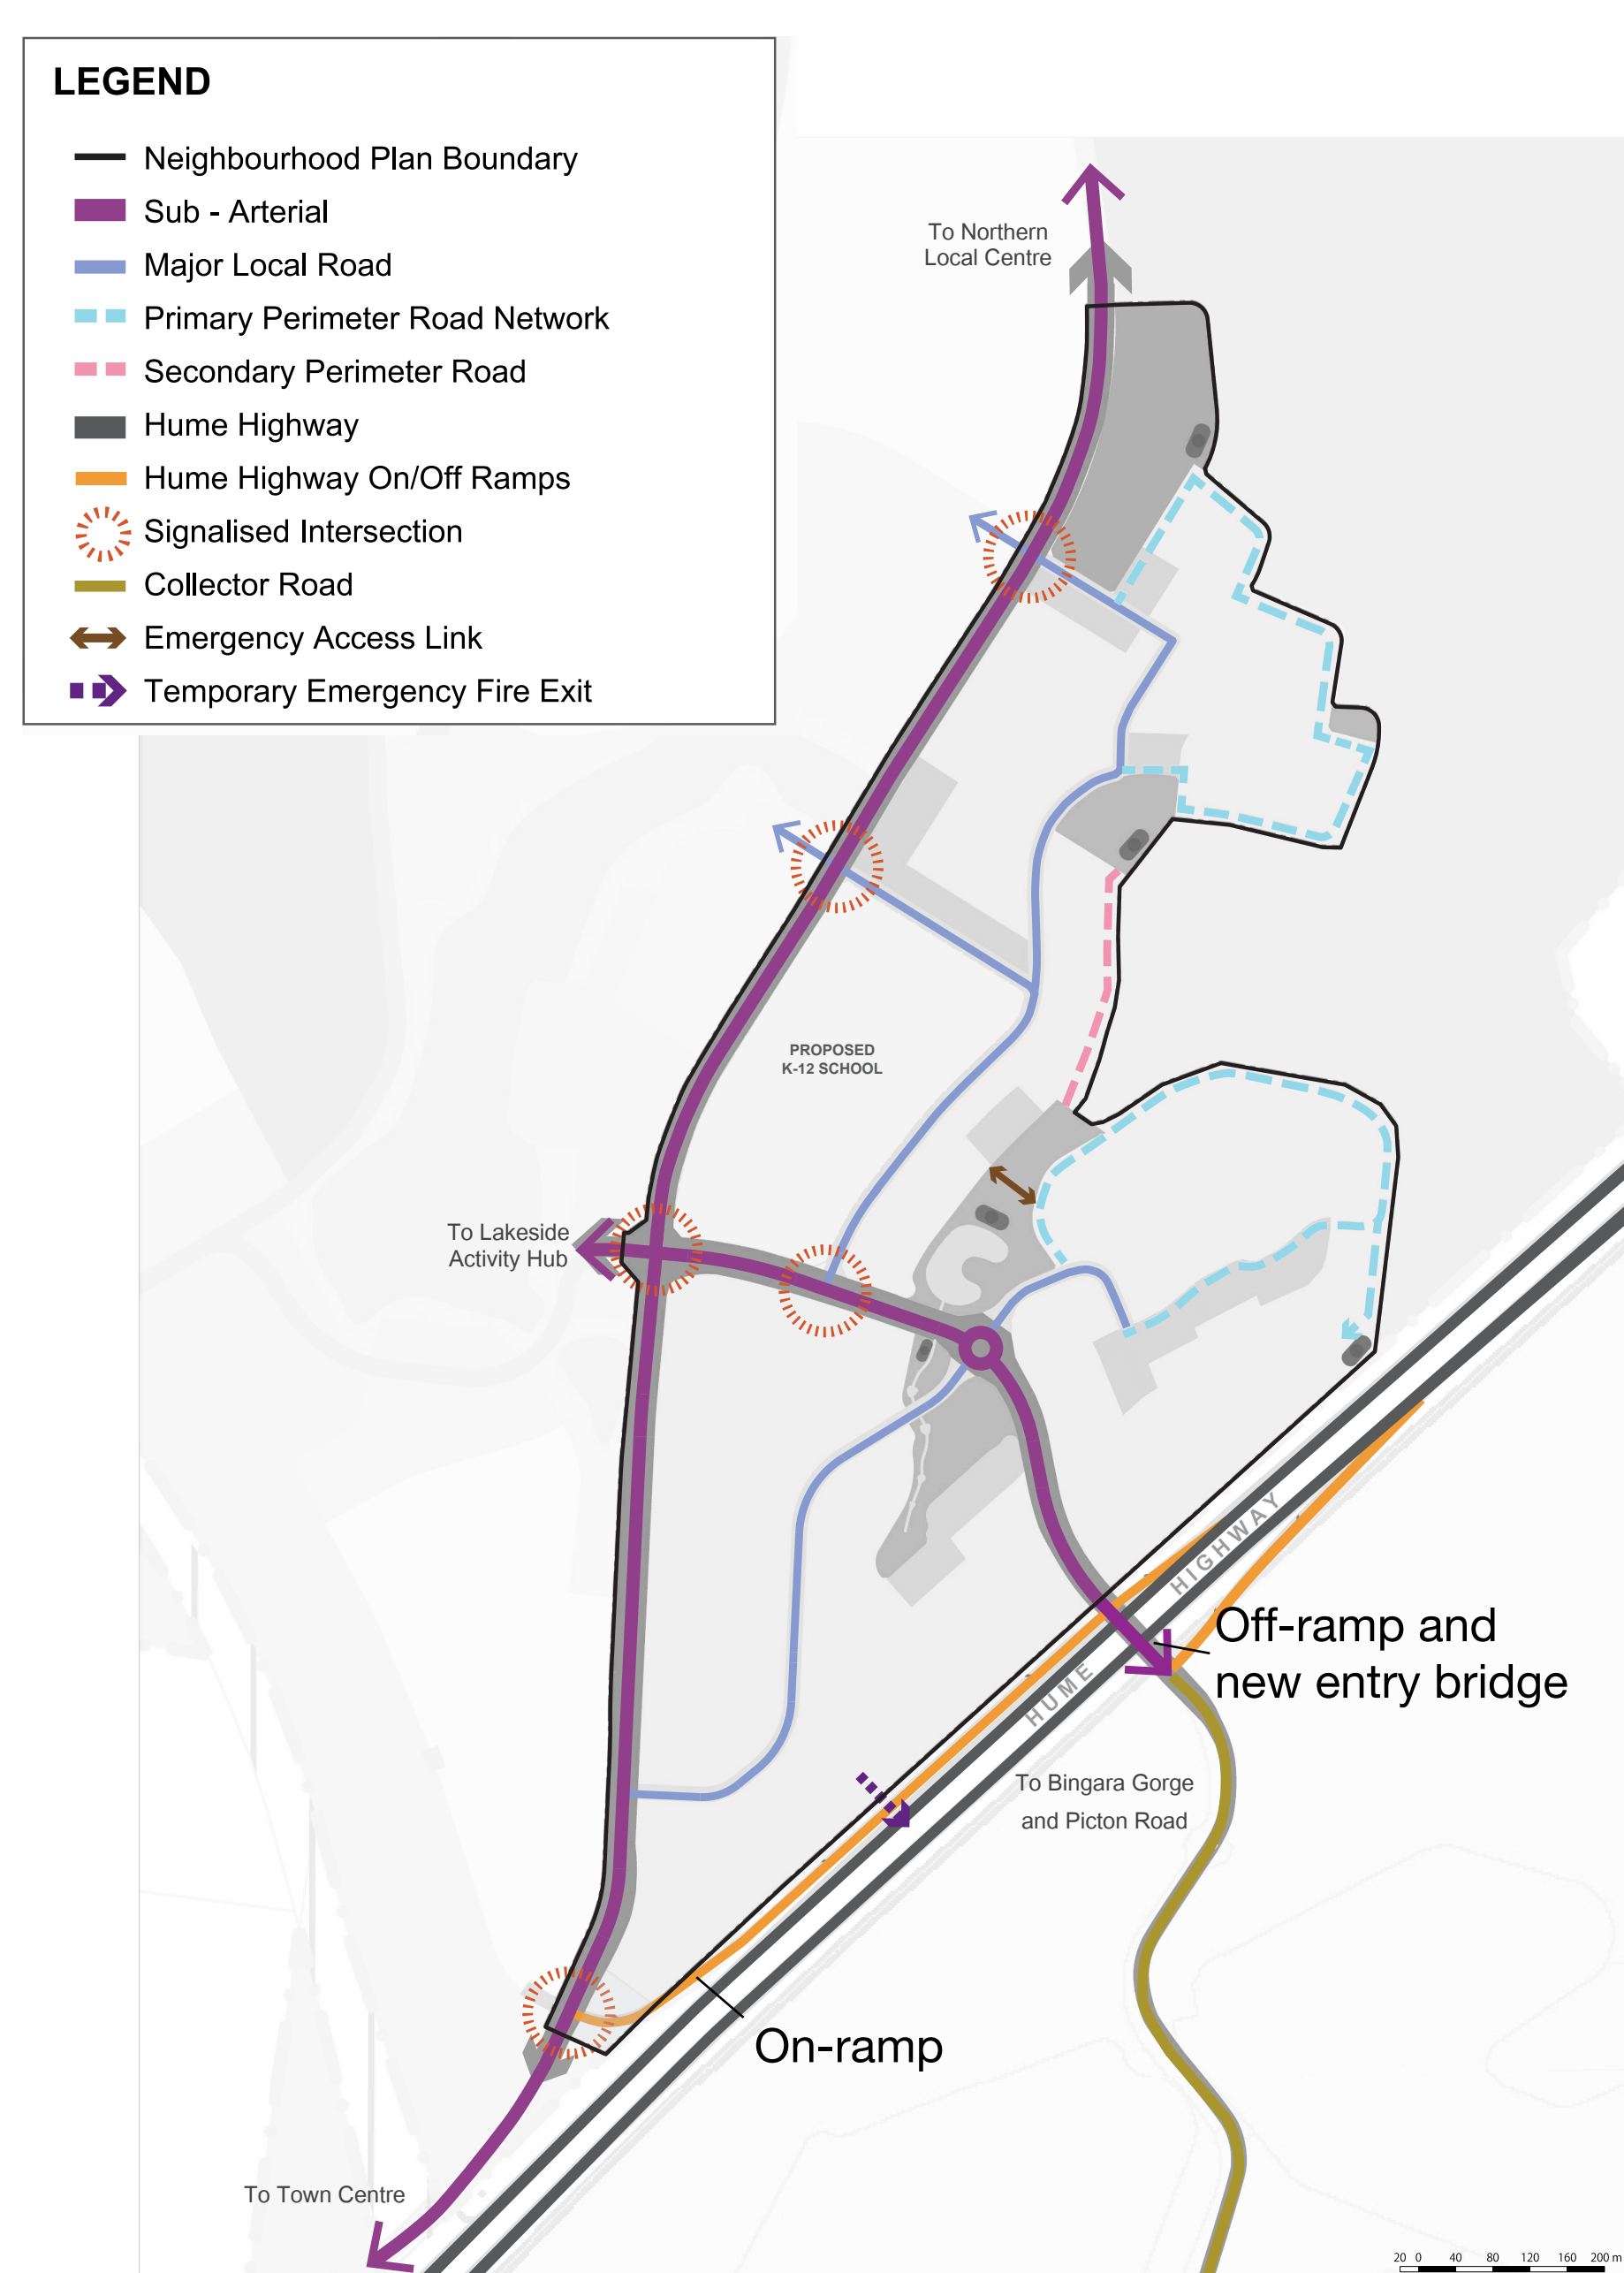 LEGEND
Neighbourhood Plan Boundary
Sub - Arterial
Major Local Road
Primary Perimeter Road Network
Secondary Perimeter Road
Hume Highway
Hume Highway On/Off Ramps
Signalised Intersection
Collector Road
Emergency Access Link
Temporary Emergency Fire Exit
To Northern
Local Centre
PROPOSED
K-12 SCHOOL
To Lakeside
Activity Hub
HIGHWAY
HUME
Off-ramp and
new entry bridge
To Bingara Gorge
and Picton Road
On-ramp
To Town Centre
20 0 40 80 120 160 200 m